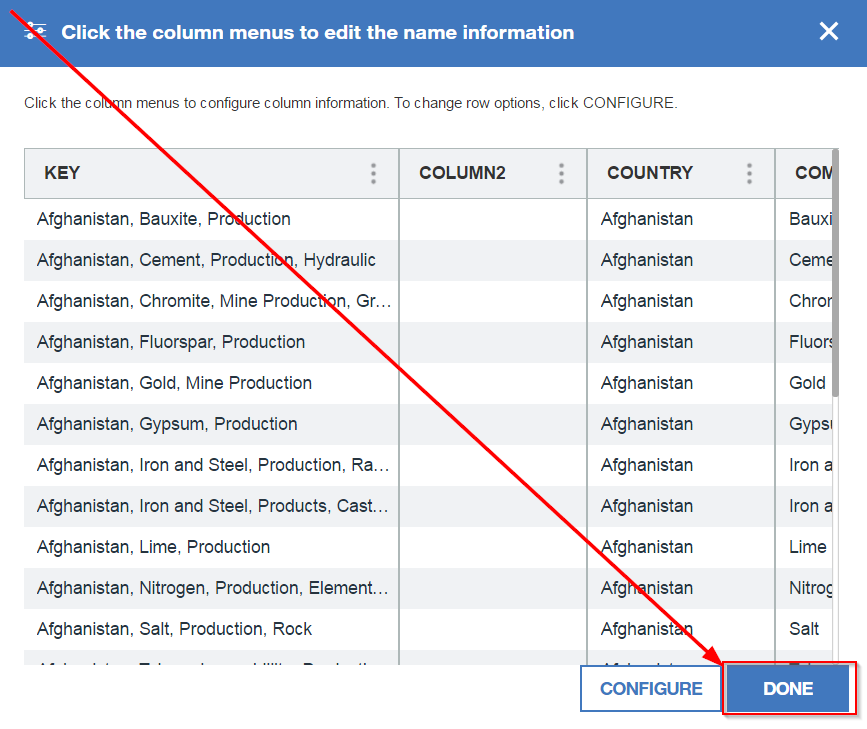 Click the column menus to edit the name information
Click the column menus to configure column information. To change row options, click CONFIGURE.
KEY COLUMN2 COUNTRY COM
Afghanistan, Bauxite, Production Afghanistan Bauxi
Afghanistan, Cement, Production, Hydraulic Afghanistan Ceme
Afghanistan, Chromite, Mine Production, Gr... Afghanistan Chror
Afghanistan, Fluorspar, Production Afghanistan Fluors
Afghanistan, Gold, Mine Production Afghanistan Gold
Afghanistan, Gypsum, Production Afghanistan Gypsu
Afghanistan, Iron and Steel, Production, Ra... Afghanistan Iron a
Afghanistan, Iron and Steel, Products, Cast... Afghanistan Iron a
Afghanistan, Lime, Production Afghanistan Lime
Afghanistan, Nitrogen, Production, Element... Afghanistan Nitrog
Afghanistan, Salt, Production, Rock Afghanistan Salt
CONFIGURE DONE